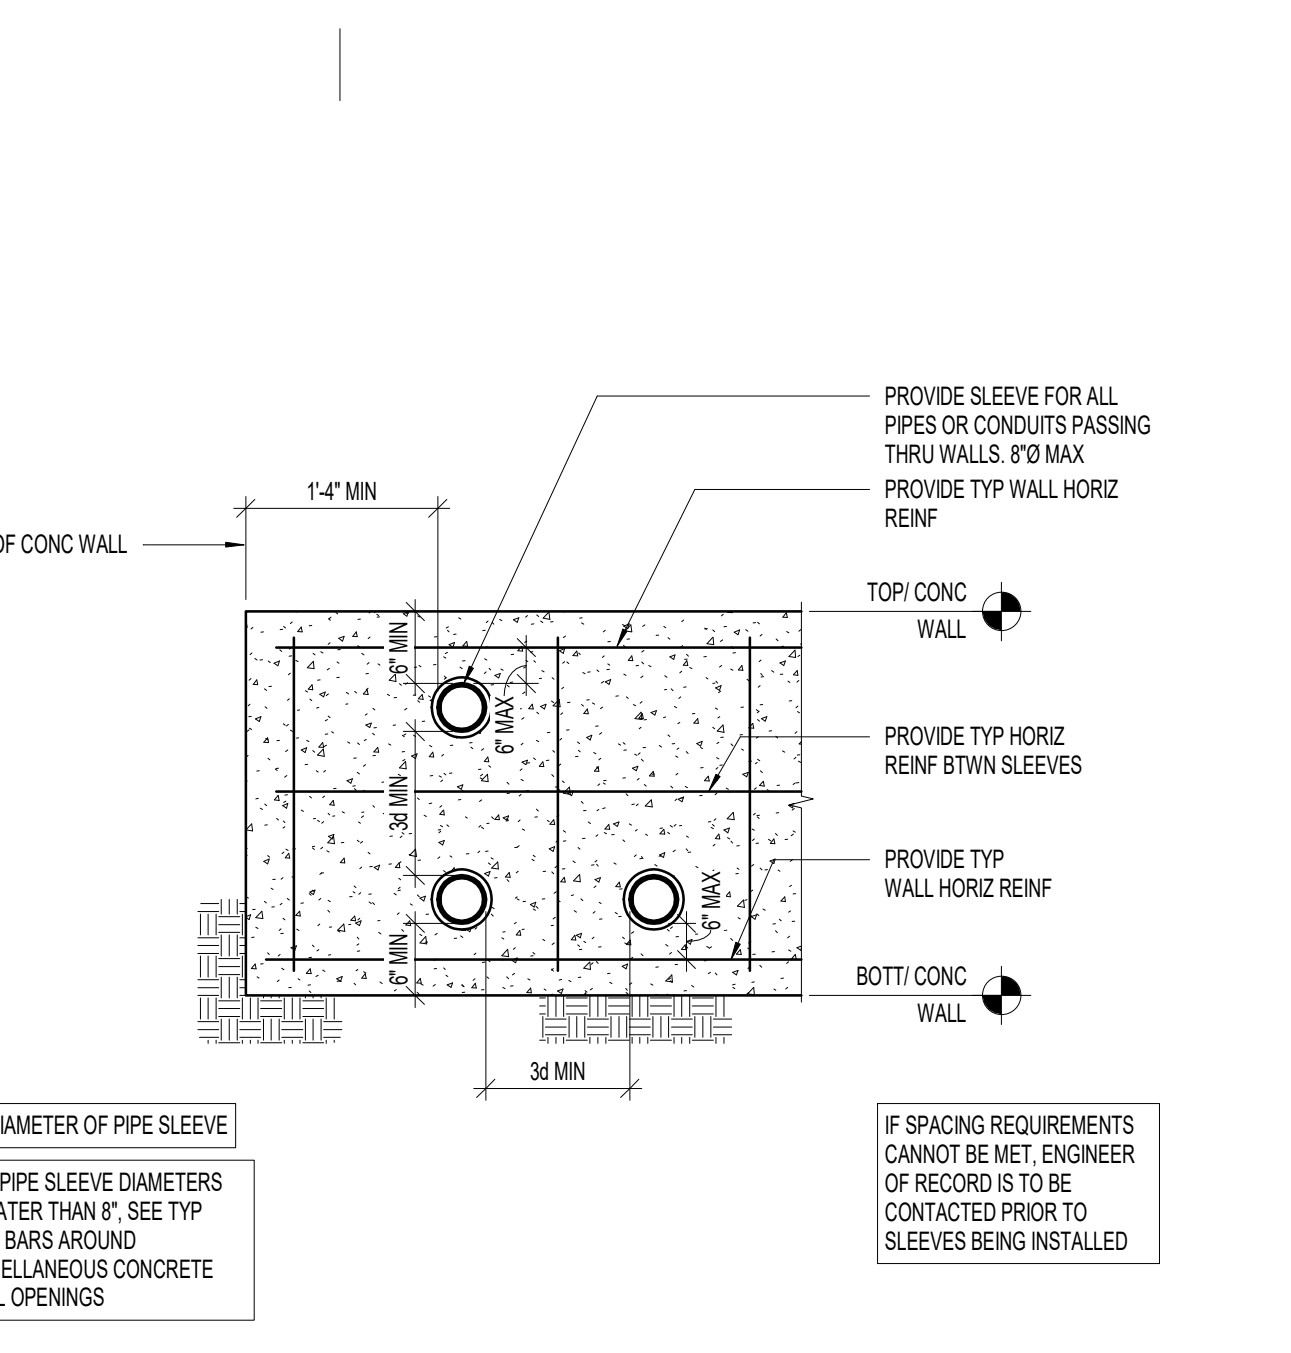 PROVIDE SLEEVE FOR ALL
PIPES OR CONDUITS PASSING
THRU WALLS. 8"Ø MAX
PROVIDE TYP WALL HORIZ
REINF
1'-4" MIN
OF CONC WALL
TOP/ CONC
WALL
6" MIN
6" MAX
PROVIDE TYP HORIZ
REINF BTWN SLEEVES
3d MIN
PROVIDE TYP
WALL HORIZ REINF
6" MAX
6" MIN
BOTT/ CONC
WALL
3d MIN
IAMETER OF PIPE SLEEVE
PIPE SLEEVE DIAMETERS
ATER THAN 8", SEE TYP
BARS AROUND
ELLANEOUS CONCRETE
L OPENINGS
IF SPACING REQUIREMENTS
CANNOT BE MET, ENGINEER
OF RECORD IS TO BE
CONTACTED PRIOR TO
SLEEVES BEING INSTALLED